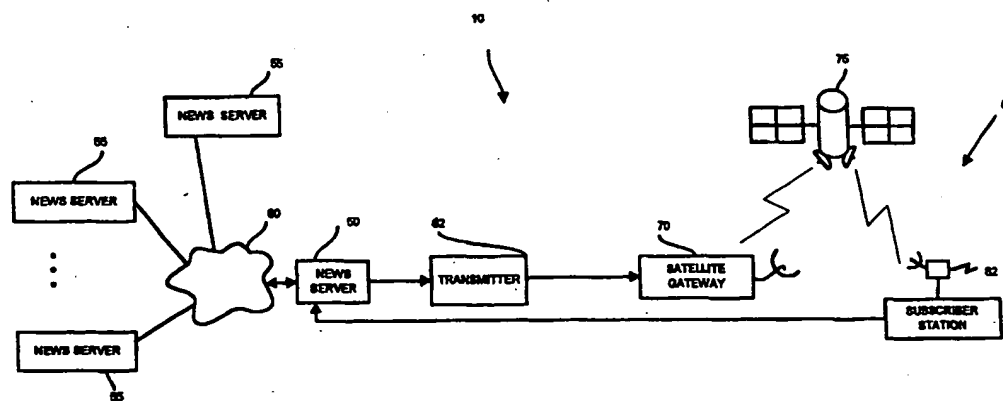 10
55
NEWS SERVER
75
55
NEWS SERVER
60
50
NEWS SERVER
62
TRANSMITTER
70
SATELLITE GATEWAY
82
SUBSCRIBER STATION
NEWS SERVER
55